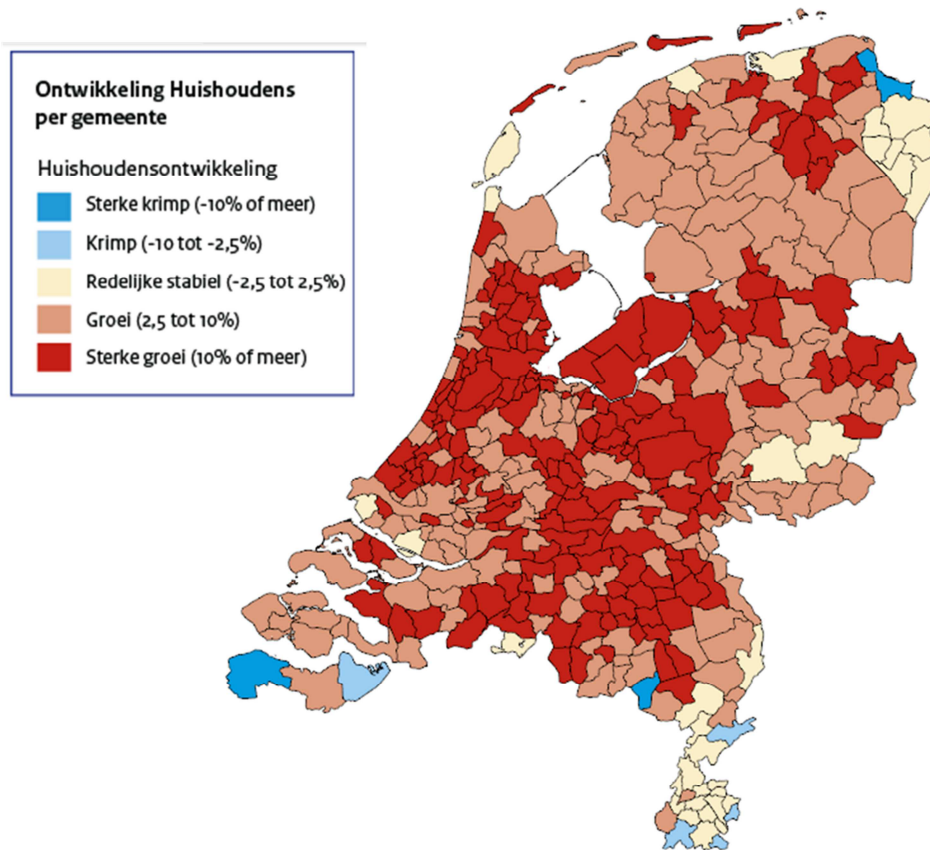 Ontwikkeling Huishoudens
per gemeente
Huishoudensontwikkeling
Sterke krimp (-10% of meer)
Krimp (-10 tot -2,5%)
Redelijke stabiel (-2,5 tot 2,5%)
Groei (2,5 tot 10%)
Sterke groei (10% of meer)